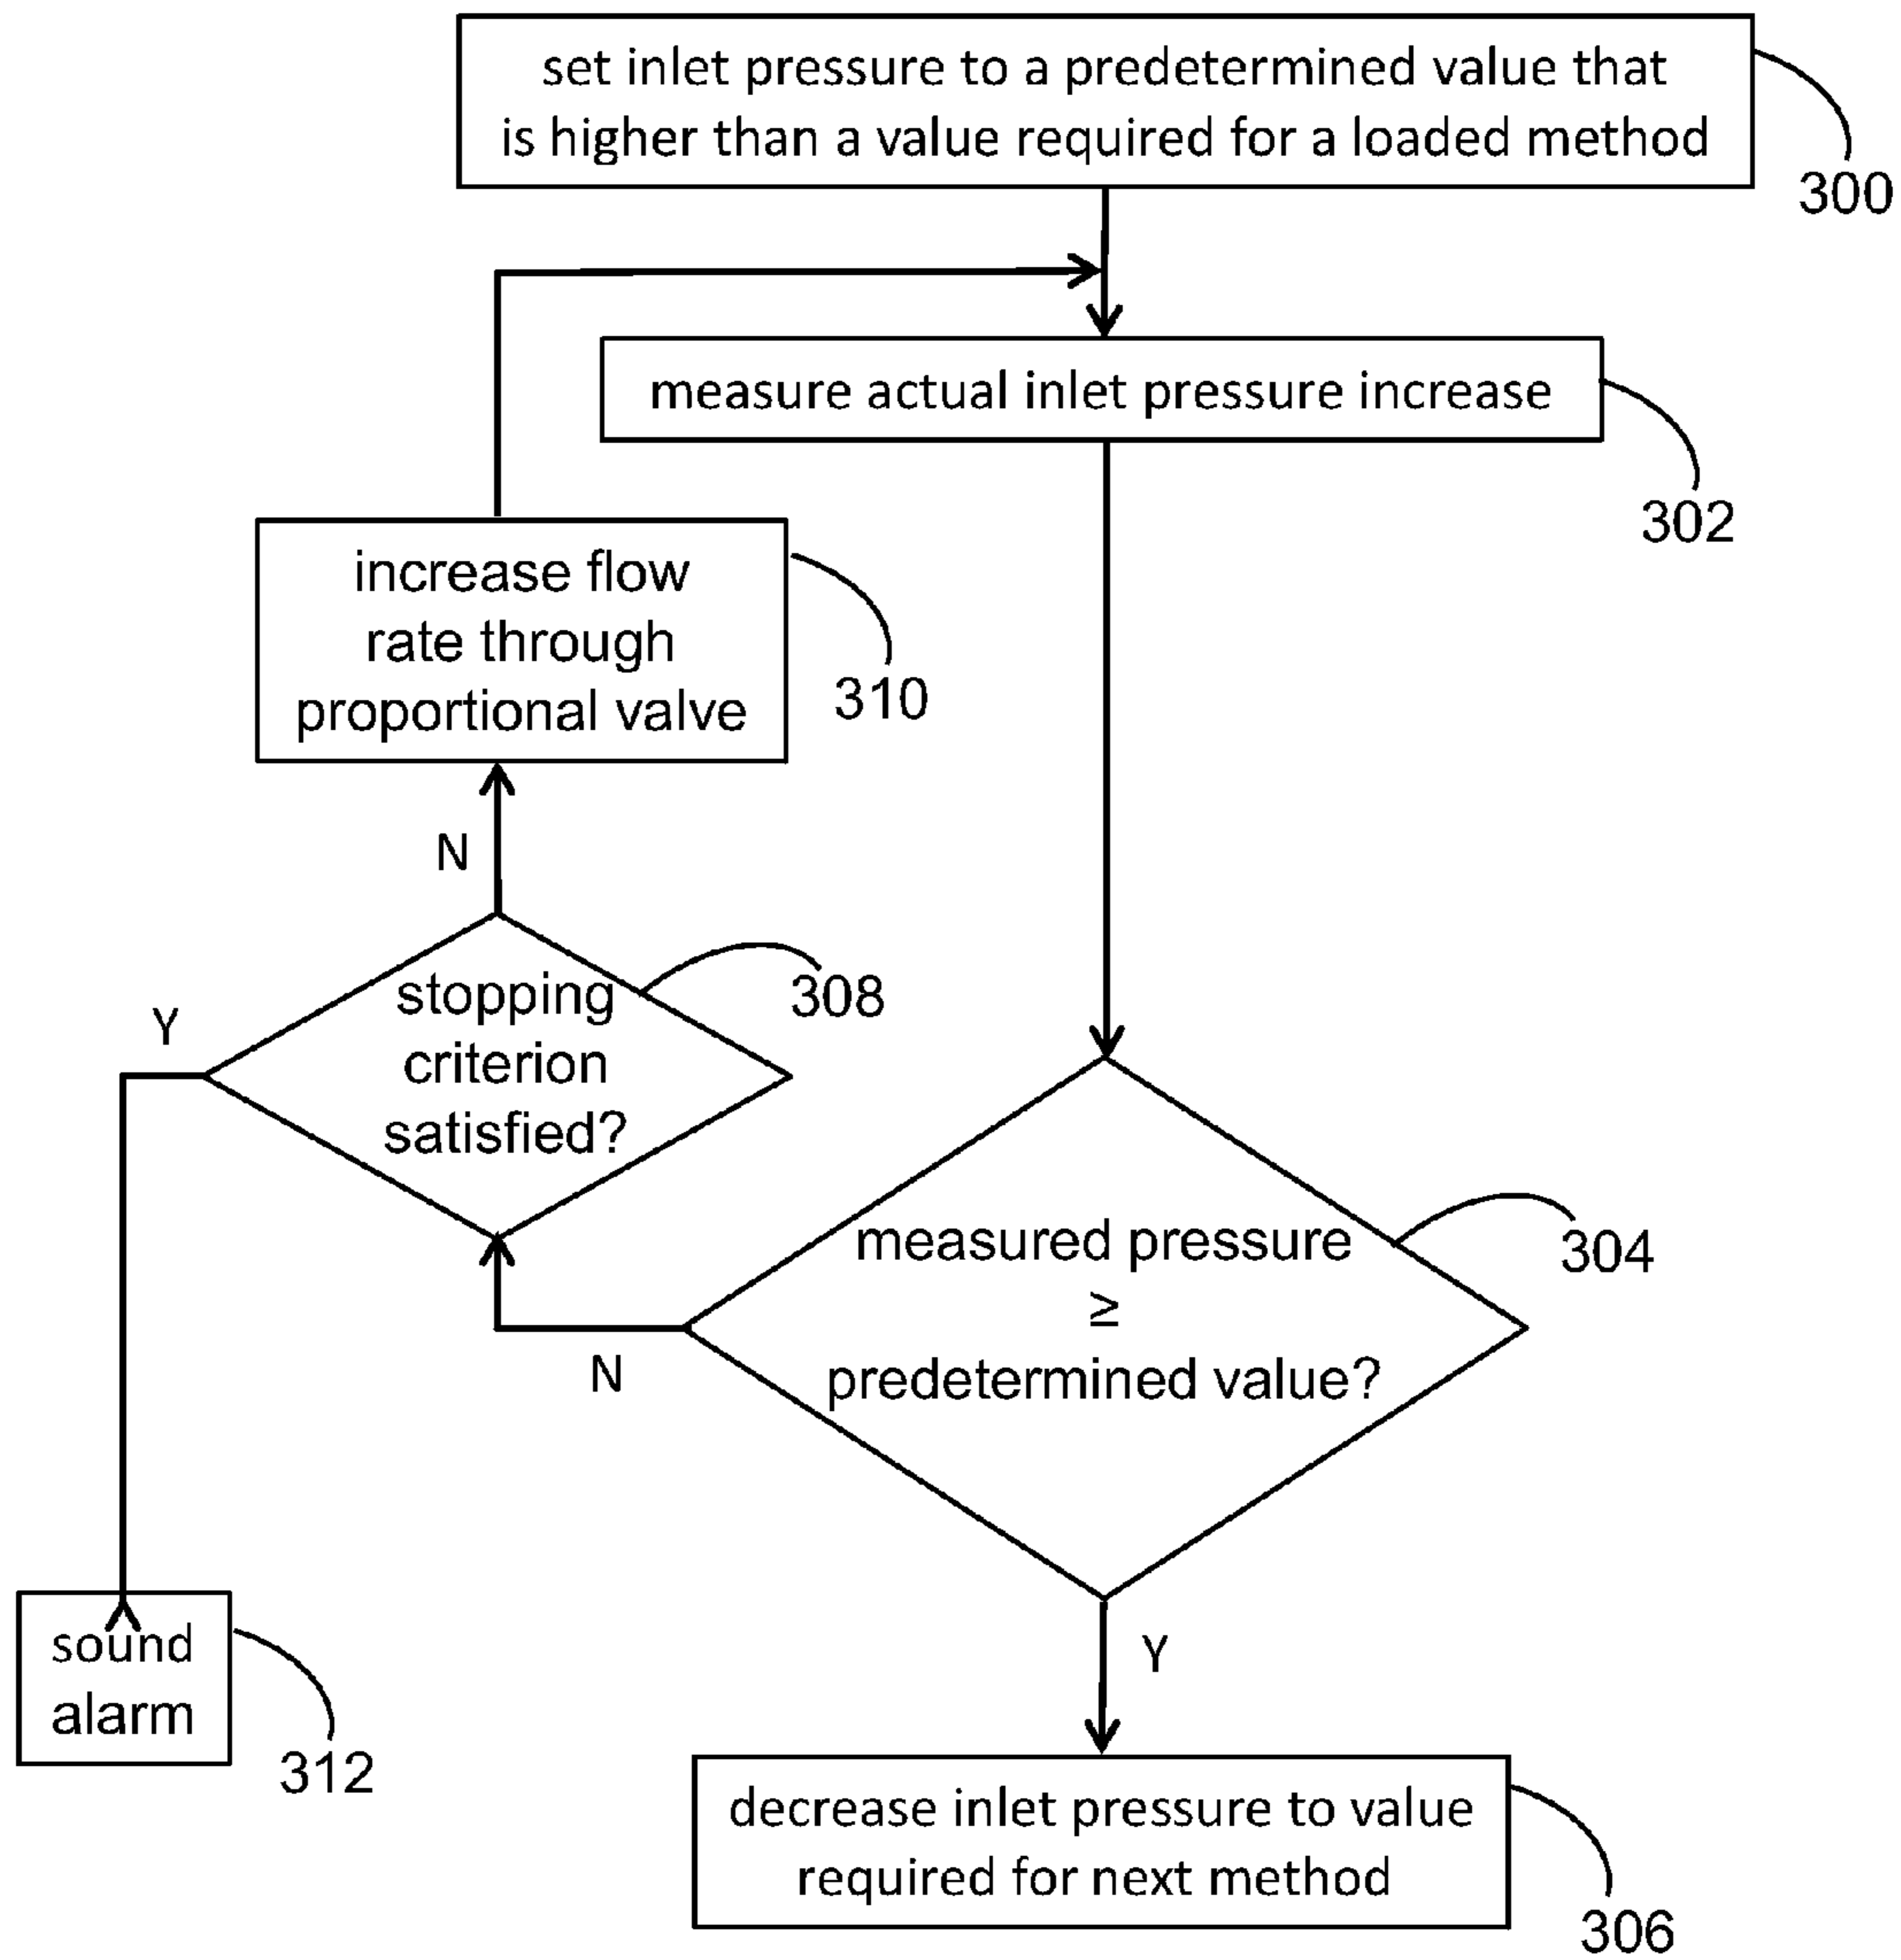 set inlet pressure to a predetermined value that
is higher than a value required for a loaded method
300
measure actual inlet pressure increase
302
increase flow
rate through
proportional valve
310
N
stopping
criterion
satisfied?
308
Y
measured pressure
≥
predetermined value?
304
N
Y
sound
alarm
312
decrease inlet pressure to value
required for next method
306